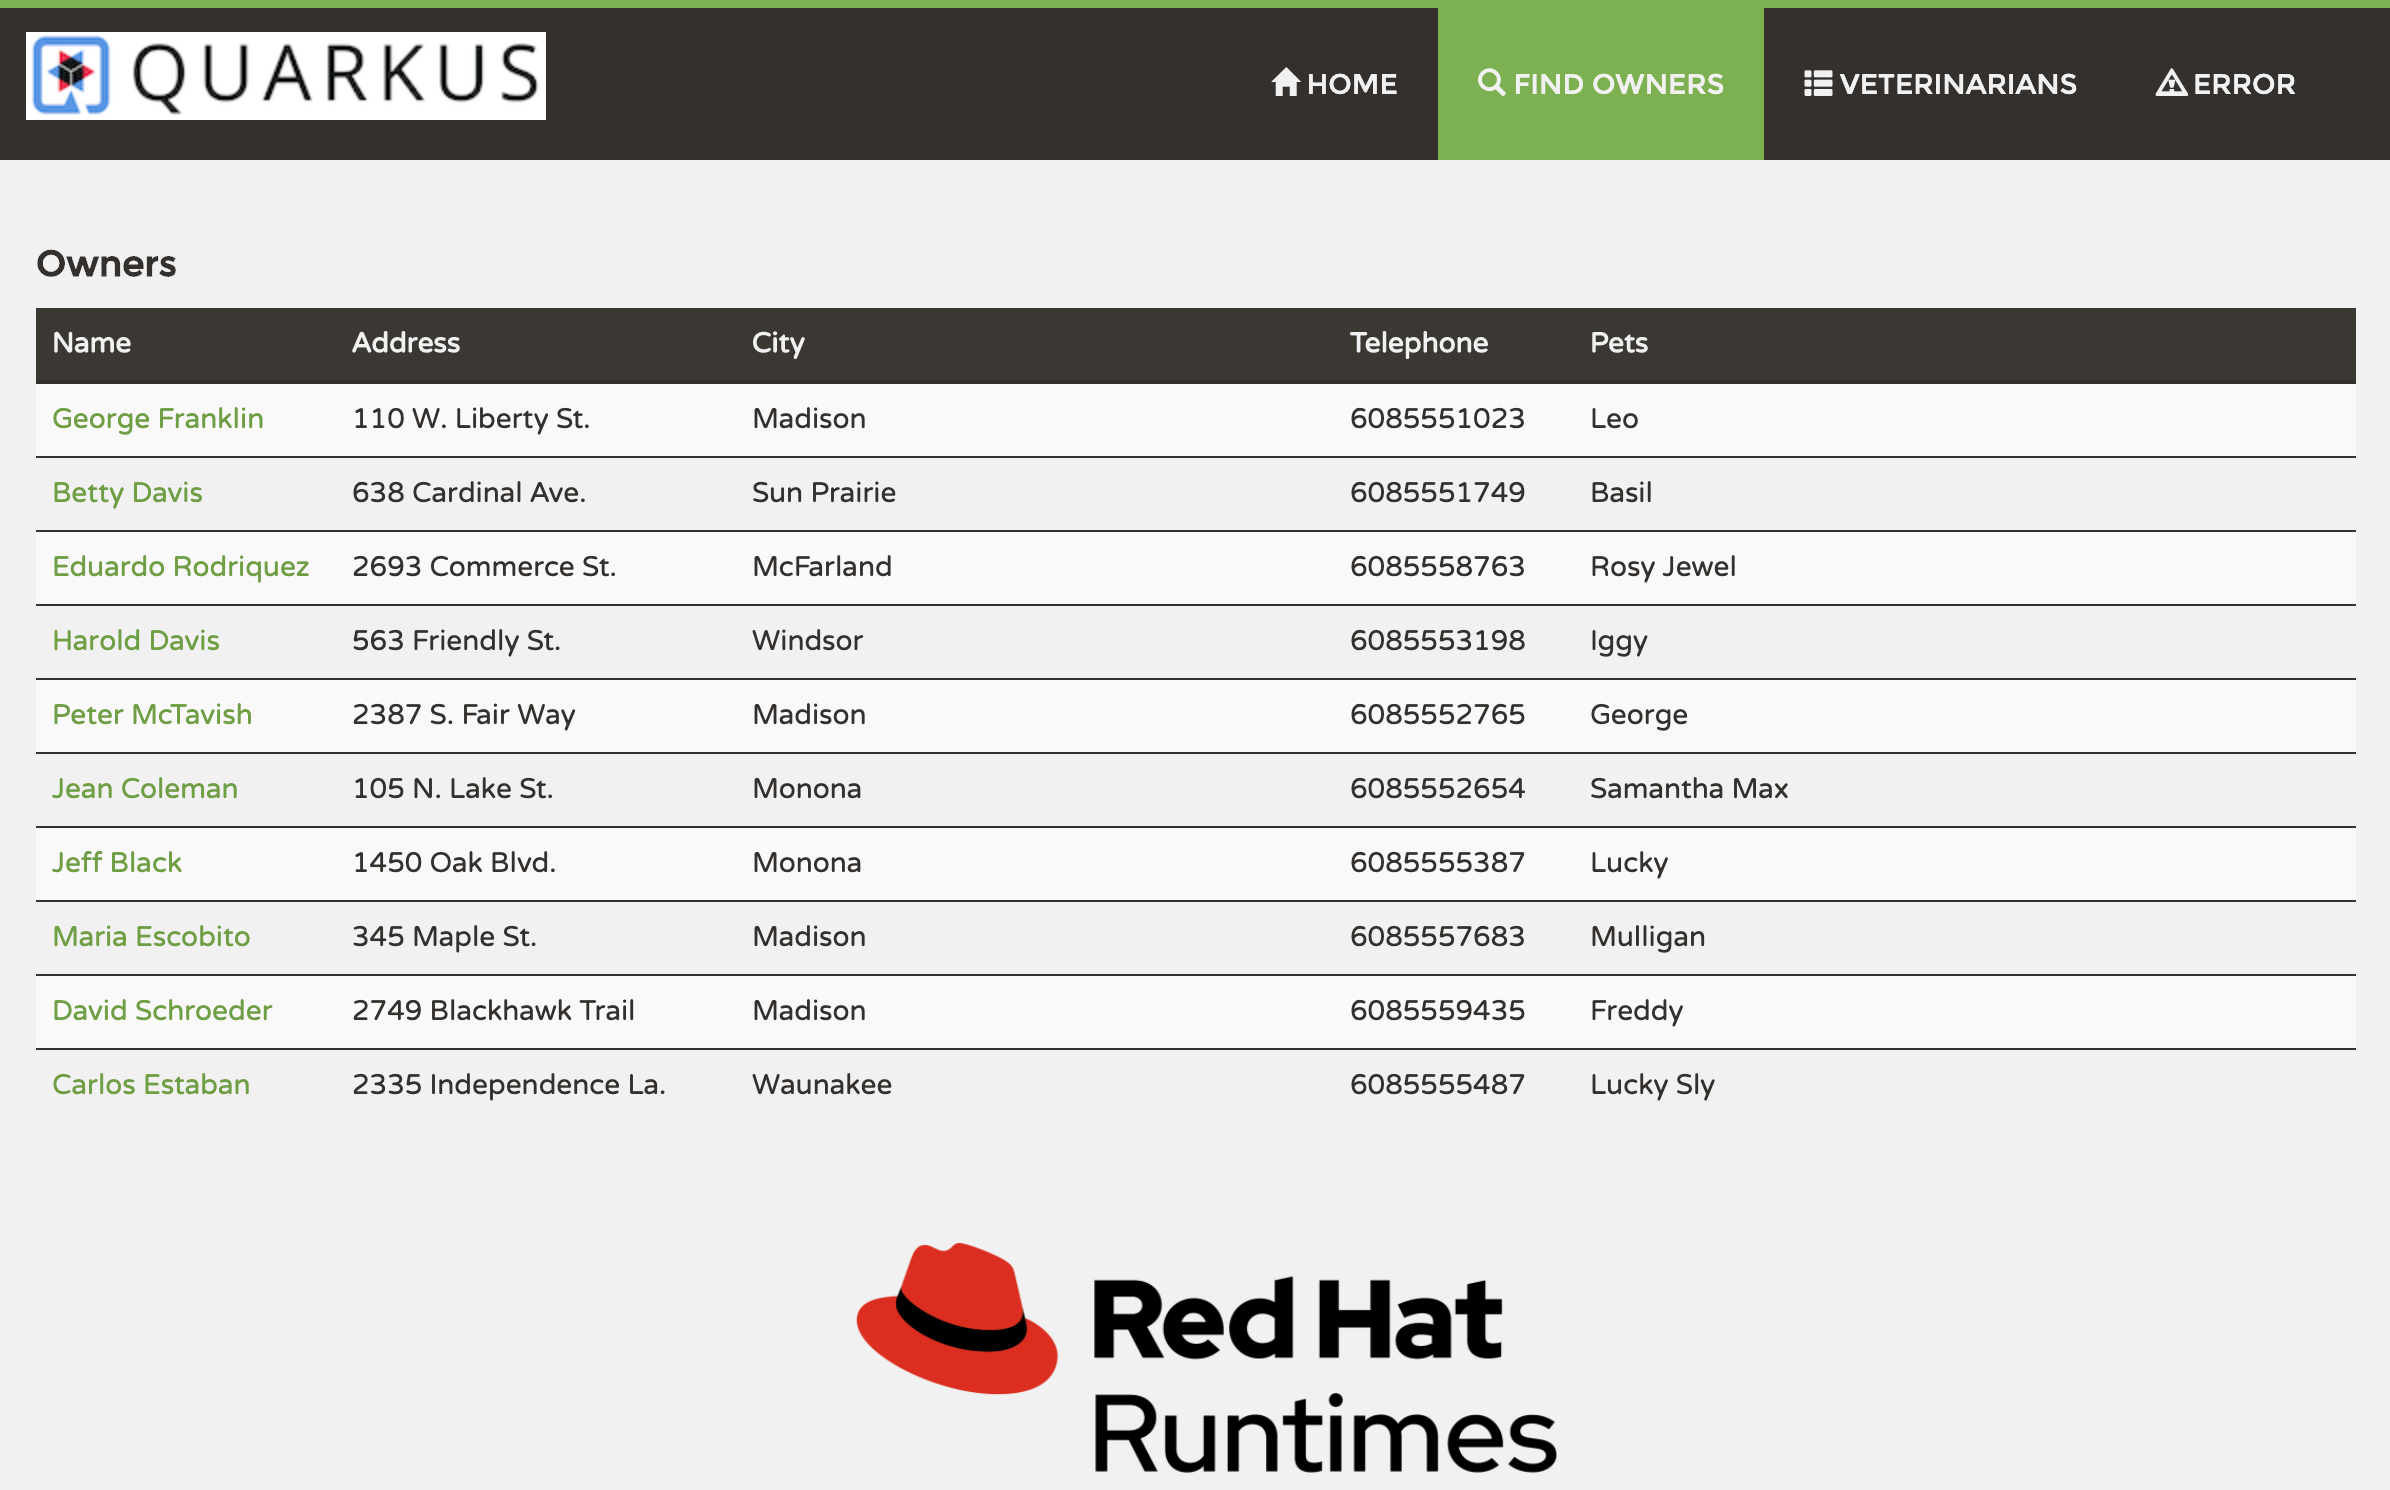 QUARKUS
HOME FIND OWNERS VETERINARIANS ERROR
Owners
Name Address City Telephone Pets
George Franklin 110 W. Liberty St. Madison 6085551023 Leo
Betty Davis 638 Cardinal Ave. Sun Prairie 6085551749 Basil
Eduardo Rodriquez 2693 Commerce St. McFarland 6085558763 Rosy Jewel
Harold Davis 563 Friendly St. Windsor 6085553198 Iggy
Peter McTavish 2387 S. Fair Way Madison 6085552765 George
Jean Coleman 105 N. Lake St. Monona 6085552654 Samantha Max
Jeff Black 1450 Oak Blvd. Monona 6085555387 Lucky
Maria Escobito 345 Maple St. Madison 6085557683 Mulligan
David Schroeder 2749 Blackhawk Trail Madison 6085559435 Freddy
Carlos Estaban 2335 Independence La. Waunakee 6085555487 Lucky Sly
Red Hat
Runtimes